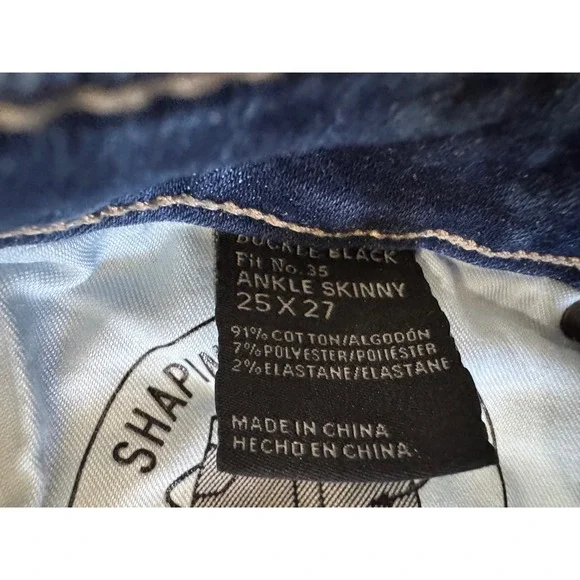 BUCKLE BLACK
Fit No. 35
ANKLE SKINNY
25 X 27
91% COTTON/ALGODÓN
7% POLYESTER/POLIÉSTER
2% ELASTANE/ELASTANE
MADE IN CHINA
HECHO EN CHINA